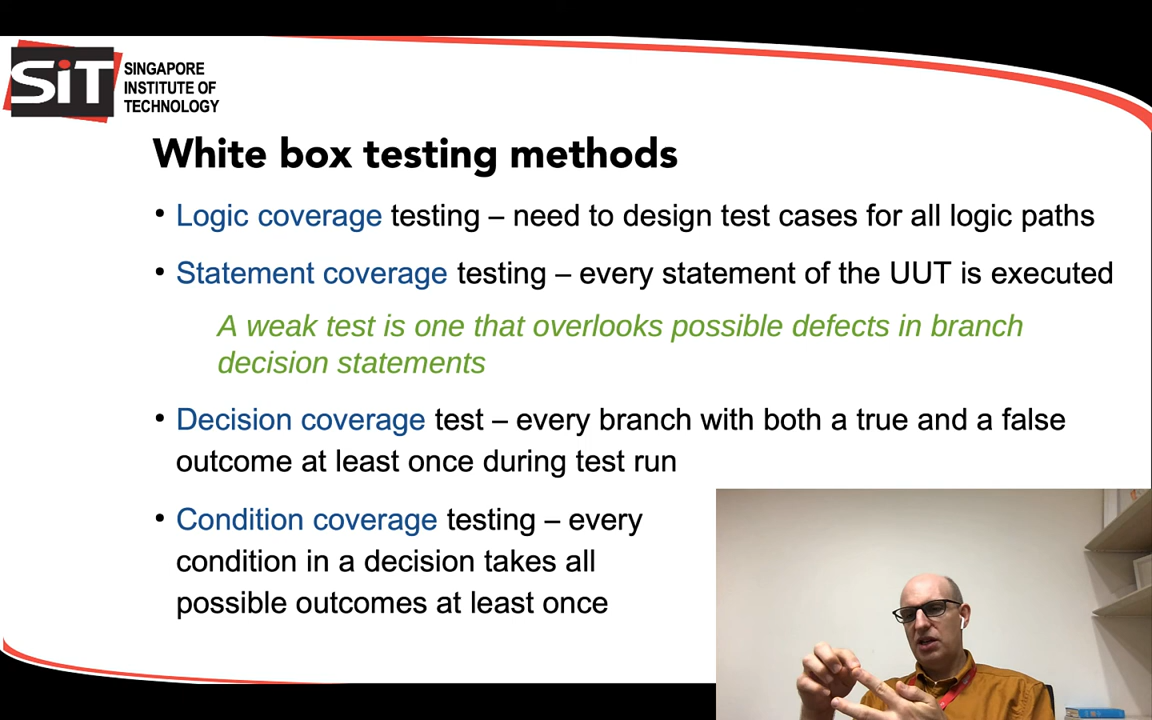 SiT
SINGAPORE
INSTITUTE OF
TECHNOLOGY
White box testing methods
• Logic coverage testing – need to design test cases for all logic paths
• Statement coverage testing – every statement of the UUT is executed
A weak test is one that overlooks possible defects in branch
decision statements
• Decision coverage test – every branch with both a true and a false
outcome at least once during test run
• Condition coverage testing – every
condition in a decision takes all
possible outcomes at least once